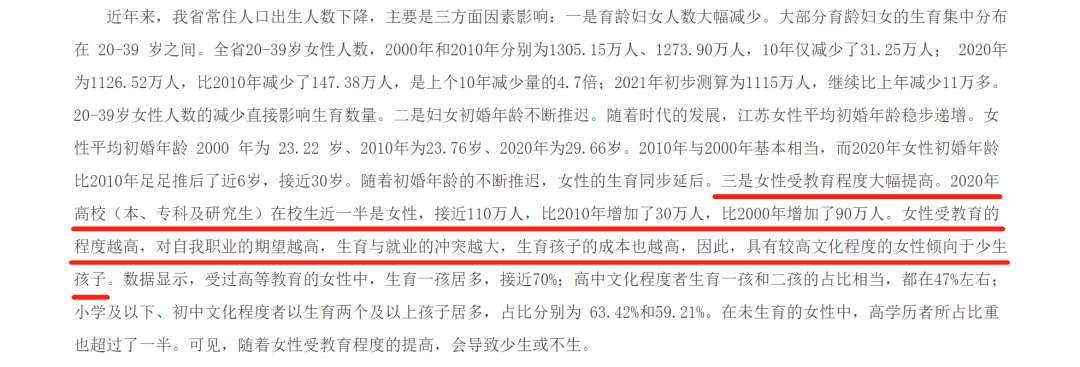 近年来，我省常住人口出生人数下降，主要是三方面因素影响：一是育龄妇女人数大幅减少。大部分育龄妇女的生育集中分布
在 20-39 岁之间。全省20-39岁女性人数，2000年和2010年分别为1305.15万人、1273.90万人，10年仅减少了31.25万人； 2020年
为1126.52万人，比2010年减少了147.38万人，是上个10年减少量的4.7倍；2021年初步测算为1115万人，继续比上年减少11万多。
20-39岁女性人数的减少直接影响生育数量。二是妇女初婚年龄不断推迟。随着时代的发展，江苏女性平均初婚年龄稳步递增。女
性平均初婚年龄 2000 年为 23.22 岁、2010年为23.76岁、2020年为29.66岁。2010年与2000年基本相当，而2020年女性初婚年龄
比2010年足足推后了近6岁，接近30岁。随着初婚年龄的不断推迟，女性的生育同步延后。三是女性受教育程度大幅提高。2020年
高校（本、专科及研究生）在校生近一半是女性，接近110万人，比2010年增加了30万人，比2000年增加了90万人。女性受教育的
程度越高，对自我职业的期望越高，生育与就业的冲突越大，生育孩子的成本也越高，因此，具有较高文化程度的女性倾向于少生
孩子。数据显示，受过高等教育的女性中，生育一孩居多，接近70%；高中文化程度者生育一孩和二孩的占比相当，都在47%左右；
小学及以下、初中文化程度者以生育两个及以上孩子居多，占比分别为 63.42%和59.21%。在未生育的女性中，高学历者所占比重
也超过了一半。可见，随着女性受教育程度的提高，会导致少生或不生。